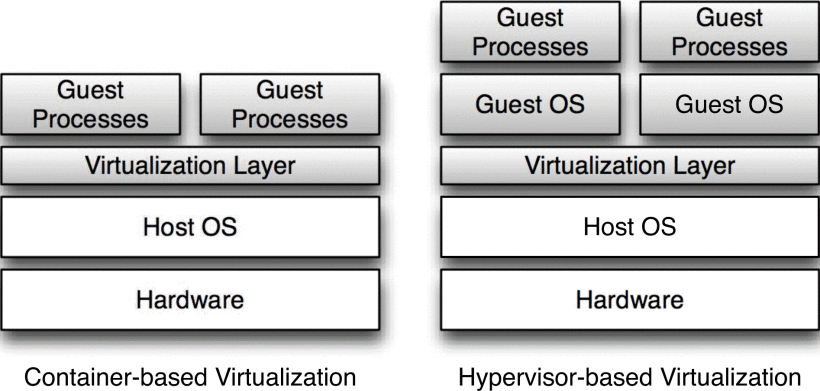 Guest
Processes
Guest
Processes
Virtualization Layer
Host OS
Hardware
Container-based Virtualization
Guest
Processes
Guest
Processes
Guest OS
Guest OS
Virtualization Layer
Host OS
Hardware
Hypervisor-based Virtualization